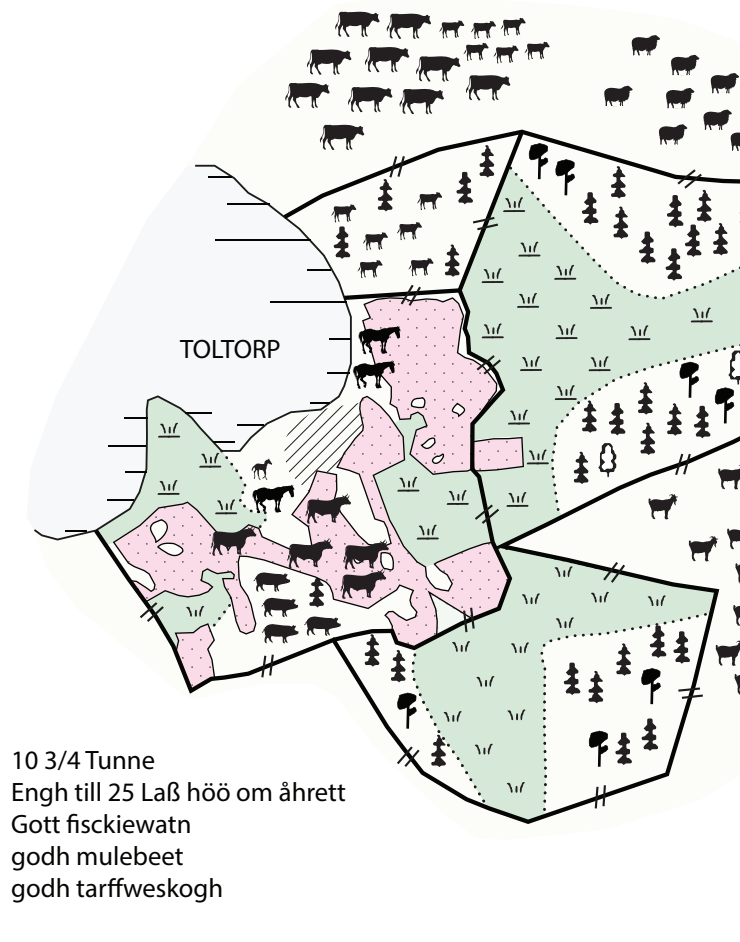 TOLTORP
10 3/4 Tunne
Engh till 25 Laß höö om åhrett
Gott fisckiewatn
godh mulebeet
godh tarffweskogh